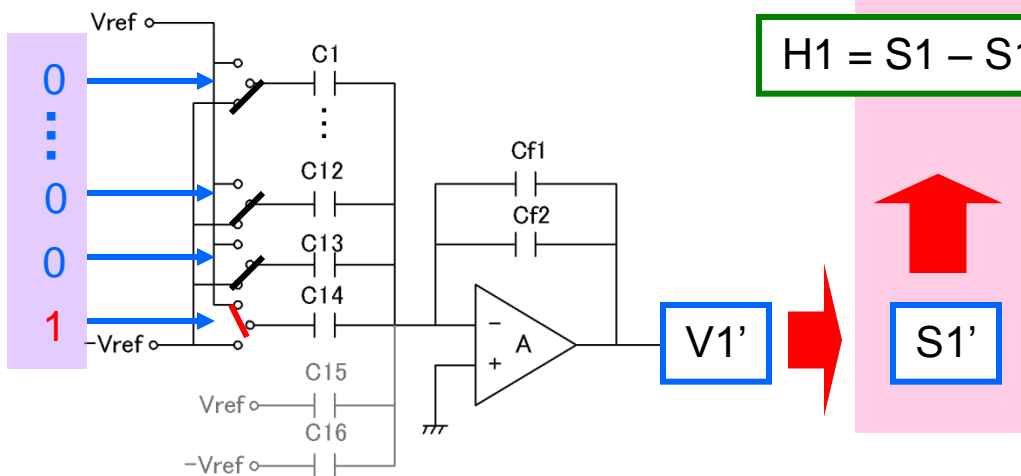 Vref
0
C1
H1 = S1 – S1
⋮
⋮
0
C12
Cf1
Cf2
0
C13
1
C14
-Vref
−
A
+
V1’
S1’
C15
Vref
C16
-Vref